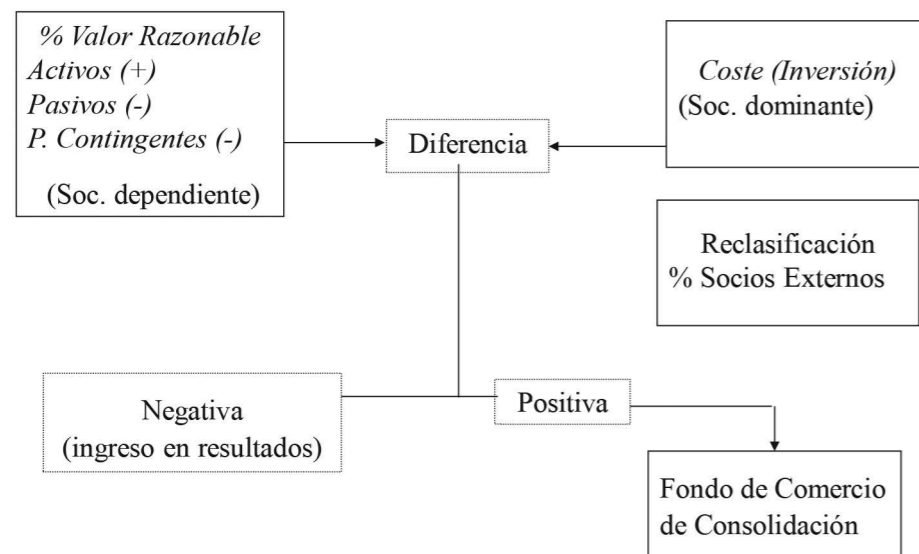 % Valor Razonable
Activos (+)
Pasivos (-)
P. Contingentes (-)
(Soc. dependiente)
Diferencia
Coste (Inversión)
(Soc. dominante)
Reclasificación
% Socios Externos
Negativa
(ingreso en resultados)
Positiva
Fondo de Comercio
de Consolidación